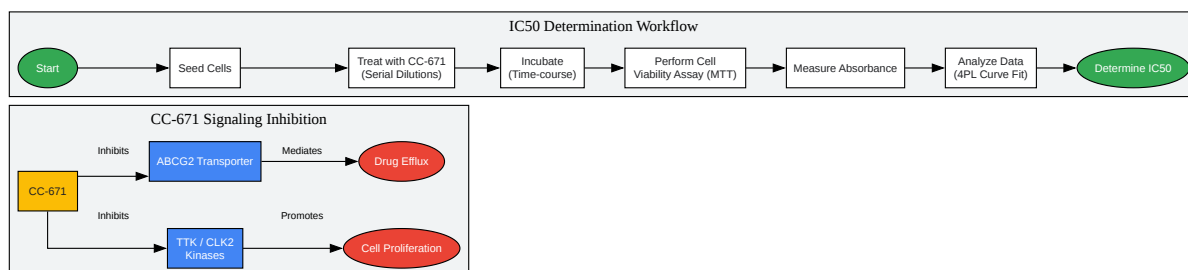 IC50 Determination Workflow
Start
Seed Cells
Treat with CC-671
(Serial Dilutions)
Incubate
(Time-course)
Perform Cell
Viability Assay (MTT)
Measure Absorbance
Analyze Data
(4PL Curve Fit)
Determine IC50
CC-671 Signaling Inhibition
CC-671
Inhibits
ABCG2 Transporter
Mediates
Drug Efflux
Inhibits
TTK / CLK2
Kinases
Promotes
Cell Proliferation